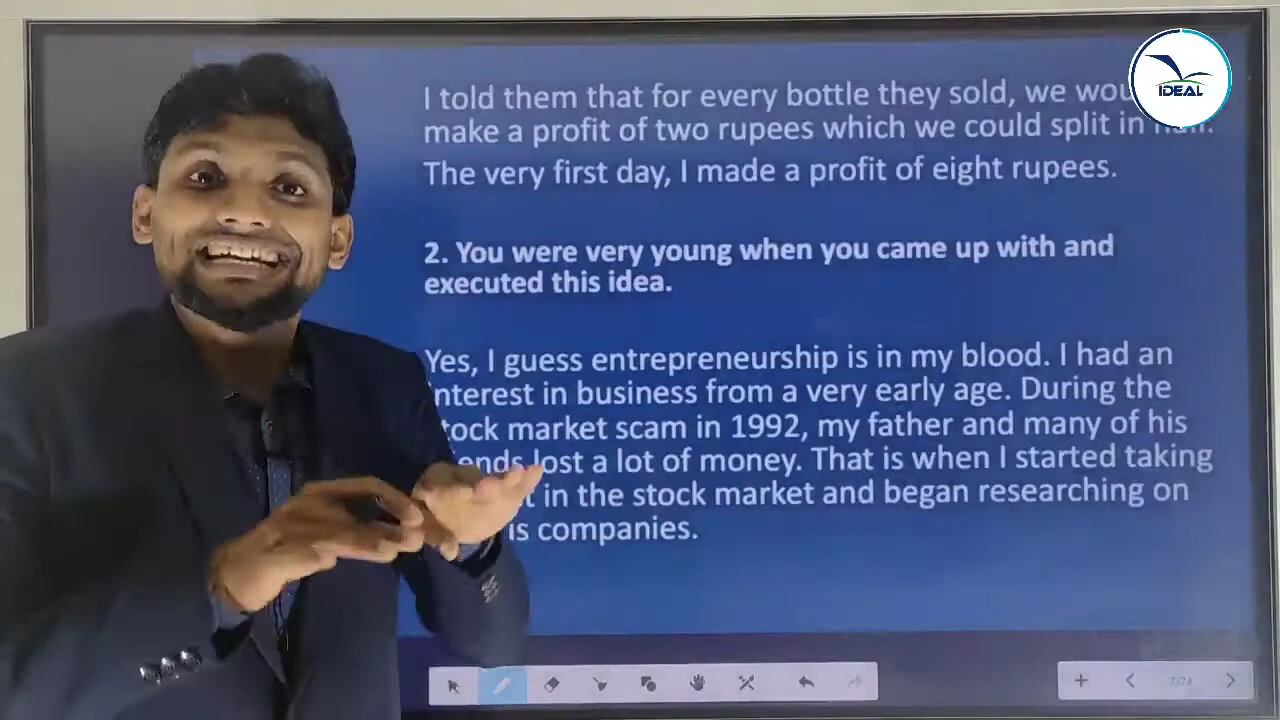 I told them that for every bottle they sold, we
make a profit of two rupees which we could split in
The very first day, I made a profit of eight rupees.
2. You were very young when you came up with and
executed this idea.
Yes, I guess entrepreneurship is in my blood. I had an
nterest in business from a very early age. During the
tock market scam in 1992, my father and many of his
ends lost a lot of money. That is when I started taking
in the stock market and began researching on
is companies.
IDEAL